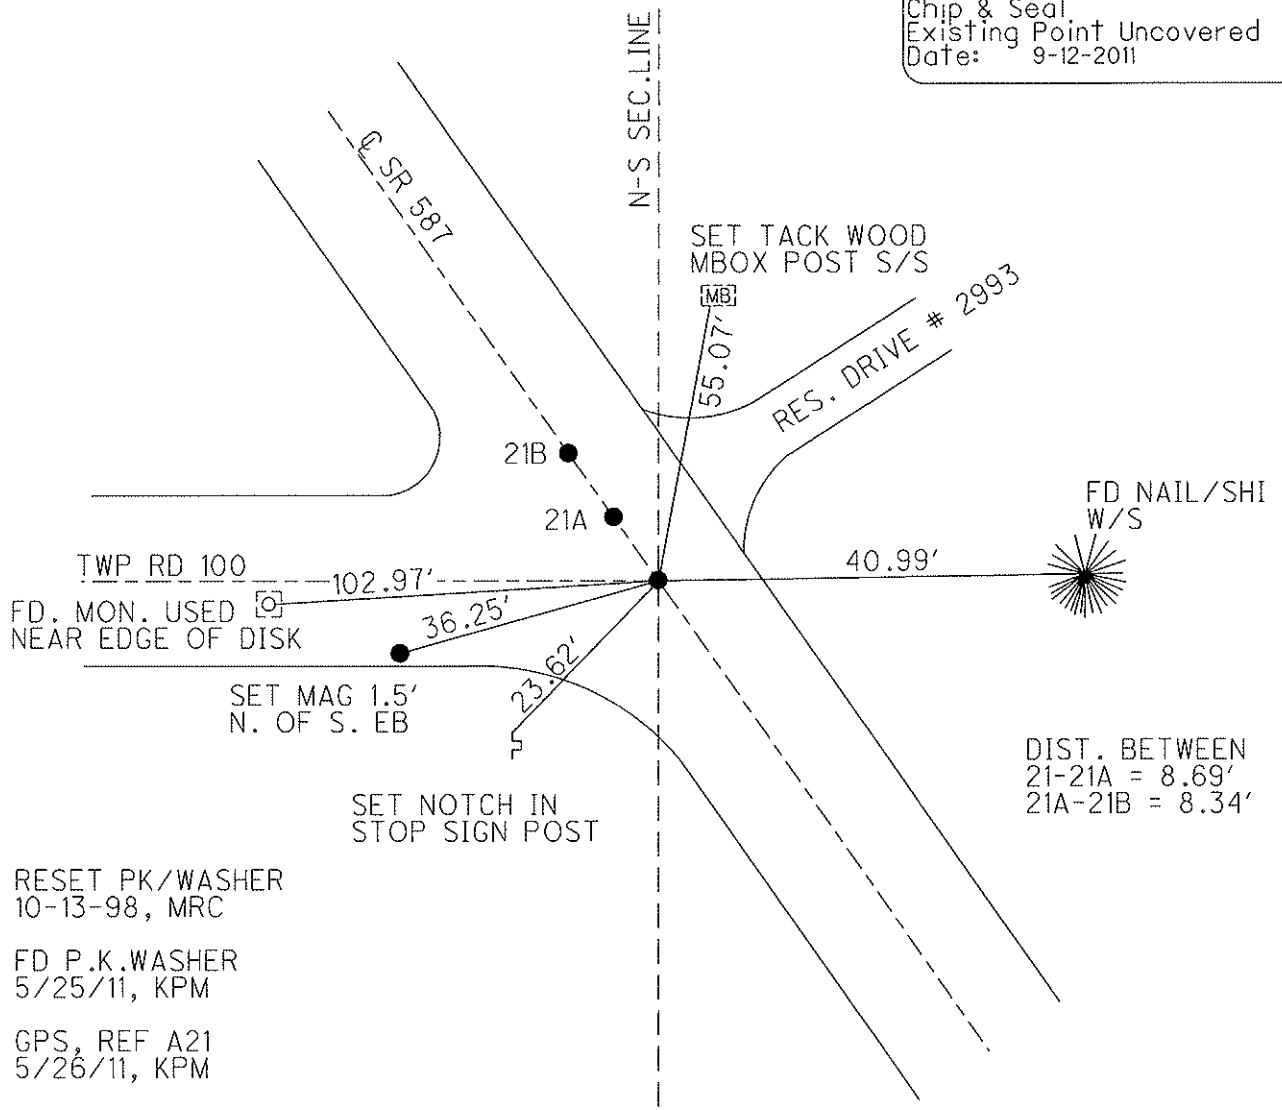 Chip & Seal
Existing Point Uncovered
Date: 9-12-2011
N-S SEC.LINE
℄ SR 587
SET TACK WOOD
MBOX POST S/S
MB
55.07'
RES. DRIVE # 2993
21B
21A
FD NAIL/SHI
W/S
TWP RD 100
102.97'
40.99'
FD. MON. USED
NEAR EDGE OF DISK
36.25'
23.62'
SET MAG 1.5'
N. OF S. EB
DIST. BETWEEN
21-21A = 8.69'
21A-21B = 8.34'
SET NOTCH IN
STOP SIGN POST
RESET PK/WASHER
10-13-98, MRC
FD P.K.WASHER
5/25/11, KPM
GPS, REF A21
5/26/11, KPM